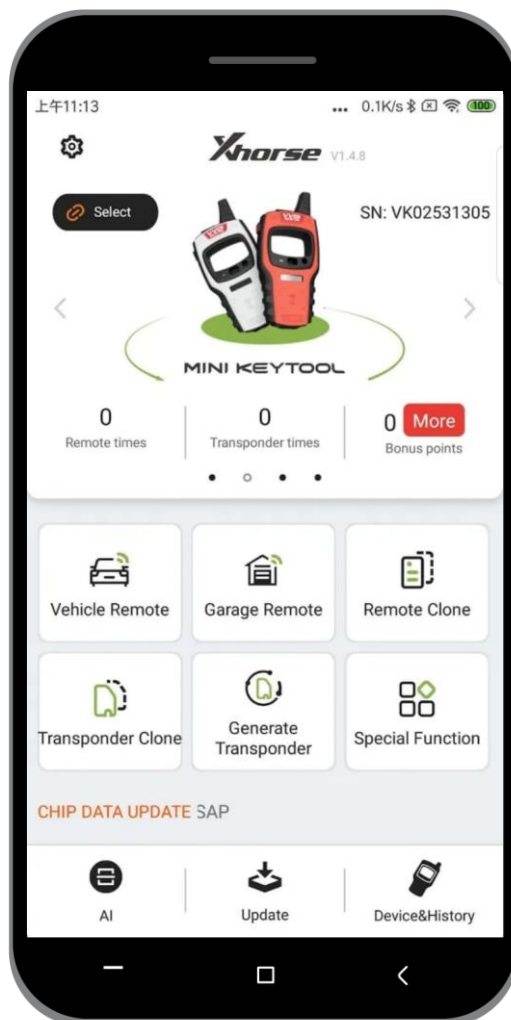 上午11:13
... 0.1K/s 100
Xhorse V1.4.8
Select
SN: VK02531305
MINI KEYTOOL
0
Remote times
0
Transponder times
0 More
Bonus points
Vehicle Remote
Garage Remote
Remote Clone
Transponder Clone
Generate
Transponder
Special Function
CHIP DATA UPDATE SAP
AI
Update
Device&History